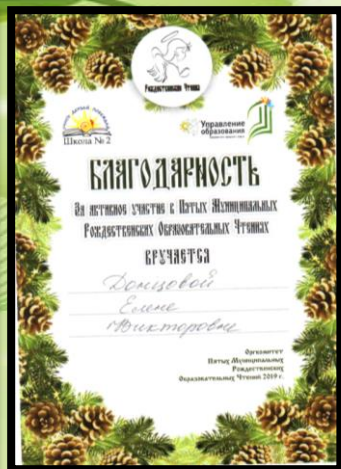 Рождественские Чтения
Школа № 2
Управление
образования
БЛАГОДАРНОСТЬ
За активное участие в Пятых Муниципальных
Рождественских Образовательных Чтениях
ВРУЧАЕТСЯ
Донцовой
Елене
Викторовне
Оргкомитет
Пятых Муниципальных
Рождественских
Образовательных Чтений 2019 г.